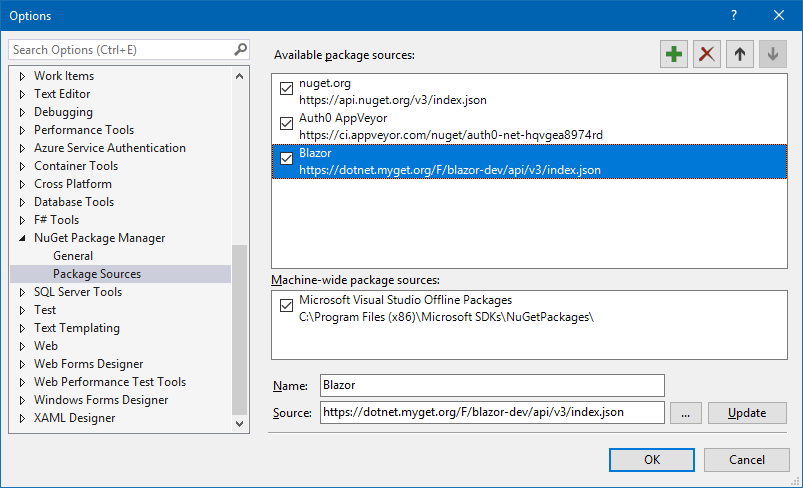 Options
?
Search Options (Ctrl+E)
Work Items
Text Editor
Debugging
Performance Tools
Azure Service Authentication
Container Tools
Cross Platform
Database Tools
F# Tools
NuGet Package Manager
General
Package Sources
SQL Server Tools
Test
Text Templating
Web
Web Forms Designer
Web Performance Test Tools
Windows Forms Designer
XAML Designer
Available package sources:
nuget.org
https://api.nuget.org/v3/index.json
Auth0 AppVeyor
https://ci.appveyor.com/nuget/auth0-net-hqvgea8974rd
Blazor
https://dotnet.myget.org/F/blazor-dev/api/v3/index.json
Machine-wide package sources:
Microsoft Visual Studio Offline Packages
C:\Program Files (x86)\Microsoft SDKs\NuGetPackages\
Name: Blazor
Source: https://dotnet.myget.org/F/blazor-dev/api/v3/index.json ... Update
OK Cancel